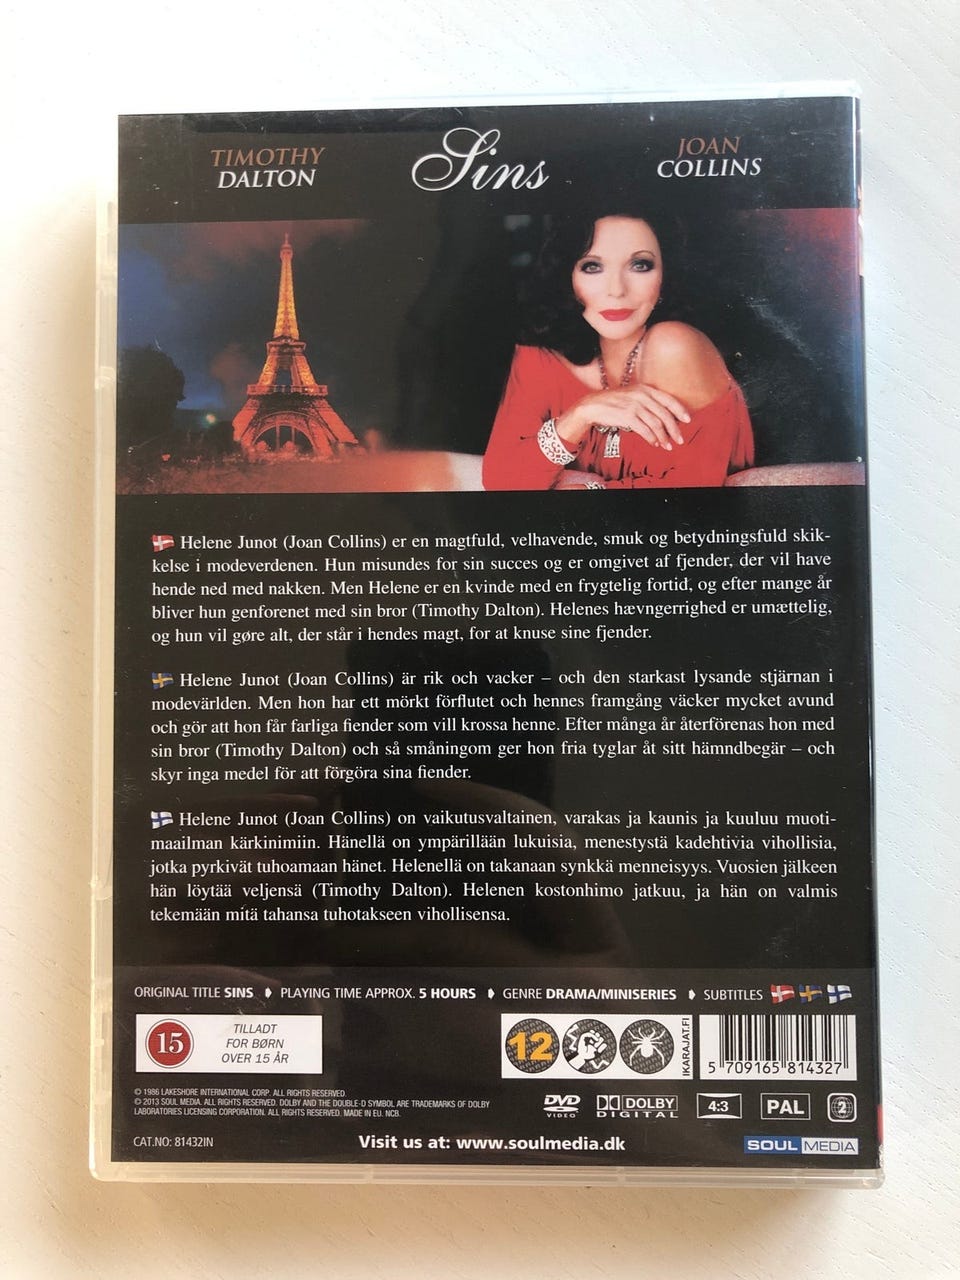 TIMOTHY
DALTON
Sins
JOAN
COLLINS
Helene Junot (Joan Collins) er en magtfuld, velhavende, smuk og betydningsfuld skik-
kelse i modeverdenen. Hun misundes for sin succes og er omgivet af fjender, der vil have
hende ned med nakken. Men Helene er en kvinde med en frygtelig fortid, og efter mange år
bliver hun genforenet med sin bror (Timothy Dalton). Helenes hævngerrighed er umættelig,
og hun vil gøre alt, der står i hendes magt, for at knuse sine fjender.
Helene Junot (Joan Collins) är rik och vacker – och den starkast lysande stjärnan i
modevärlden. Men hon har ett mörkt förflutet och hennes framgång väcker mycket avund
och gör att hon får farliga fiender som vill krossa henne. Efter många år återförenas hon med
sin bror (Timothy Dalton) och så småningom ger hon fria tyglar åt sitt hämndbegär – och
skyr inga medel för att förgöra sina fiender.
Helene Junot (Joan Collins) on vaikutusvaltainen, varakas ja kaunis ja kuuluu muoti-
maailman kärkinimiin. Hänellä on ympärillään lukuisia, menestystä kadehtivia vihollisia,
jotka pyrkivät tuhoamaan hänet. Helenellä on takanaan synkkä menneisyys. Vuosien jälkeen
hän löytää veljensä (Timothy Dalton). Helenen kostonhimo jatkuu, ja hän on valmis
tekemään mitä tahansa tuhotakseen vihollisensa.
ORIGINAL TITLE SINS PLAYING TIME APPROX. 5 HOURS GENRE DRAMA/MINISERIES SUBTITLES
15
TILLADT
FOR BØRN
OVER 15 ÅR
12
IKARAJAT.FI
5 709165 814327
© 1986 LAKESHORE INTERNATIONAL CORP. ALL RIGHTS RESERVED.
© 2013 SOUL MEDIA. ALL RIGHTS RESERVED. DOLBY AND THE DOUBLE-D SYMBOL ARE TRADEMARKS OF DOLBY
LABORATORIES LICENSING CORPORATION. ALL RIGHTS RESERVED. MADE IN EU. NCB.
DVD
VIDEO
DOLBY
DIGITAL
4:3
PAL
2
CAT.NO: 81432IN
Visit us at: www.soulmedia.dk
SOUL MEDIA